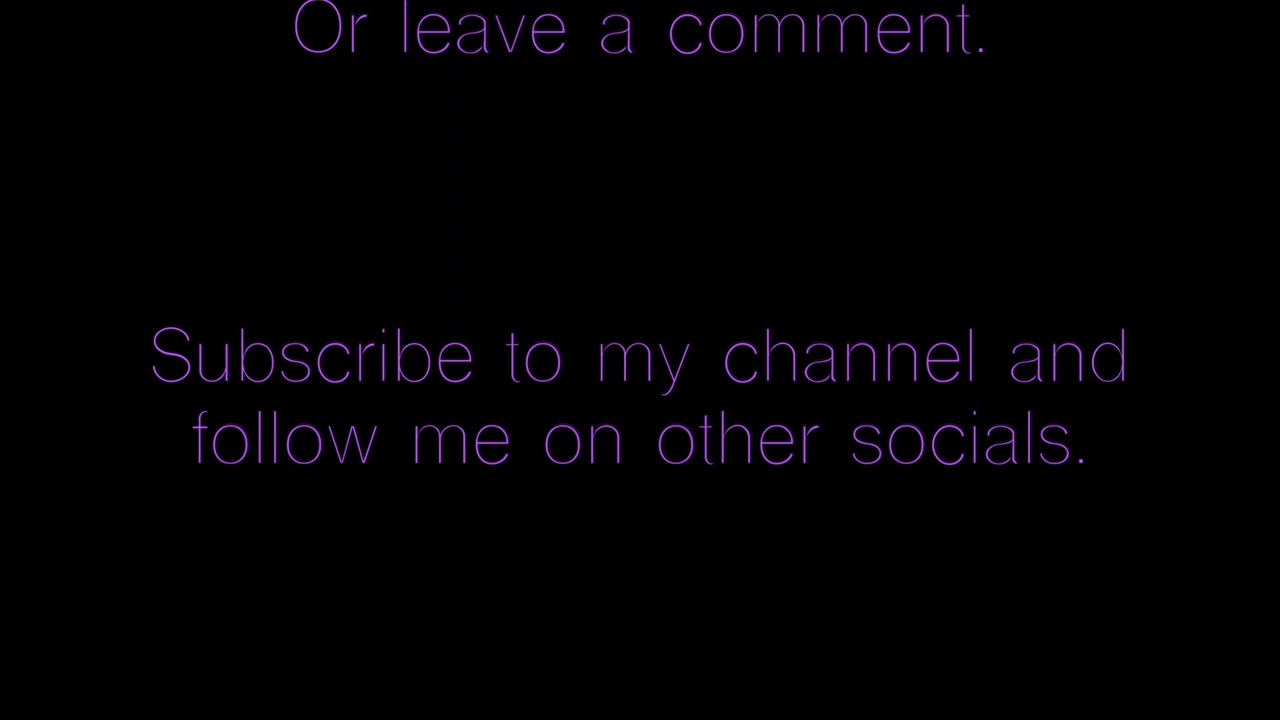 Or leave a comment.
Subscribe to my channel and
follow me on other socials.